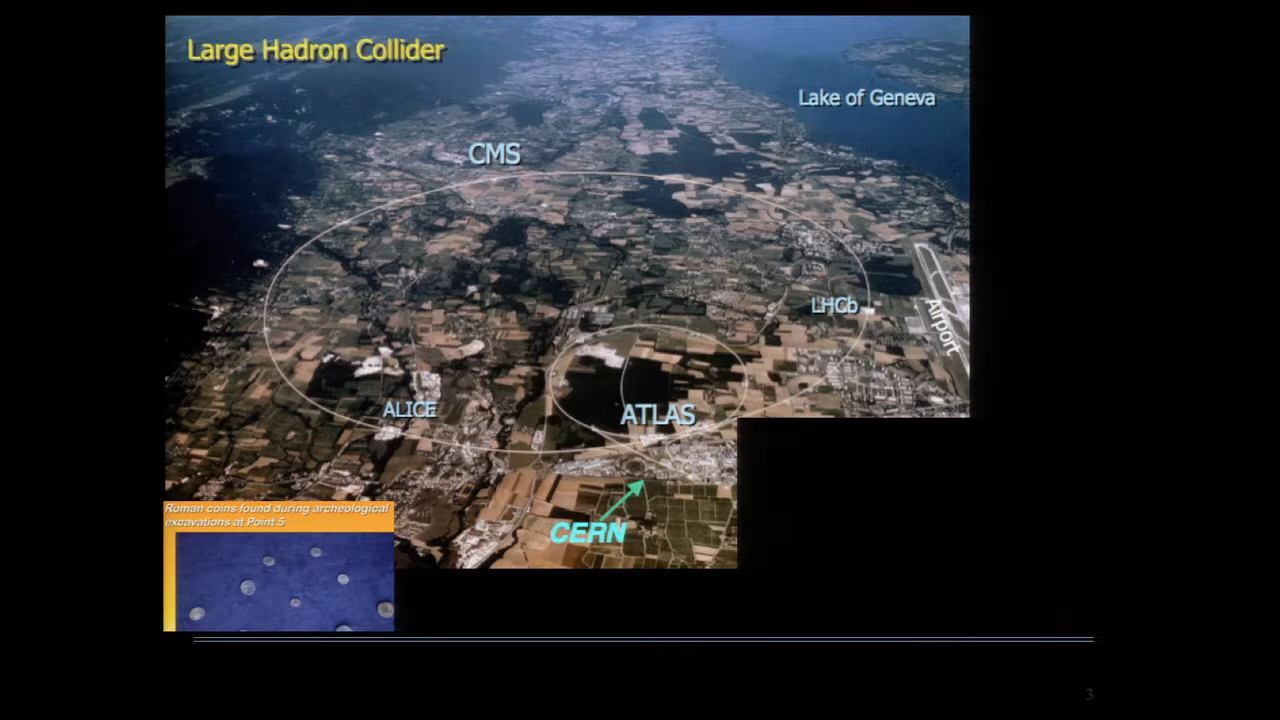 Large Hadron Collider
Lake of Geneva
CMS
LHCb
Airport
ALICE
ATLAS
CERN
Roman coins found during archeological
excavations at Point 5
3